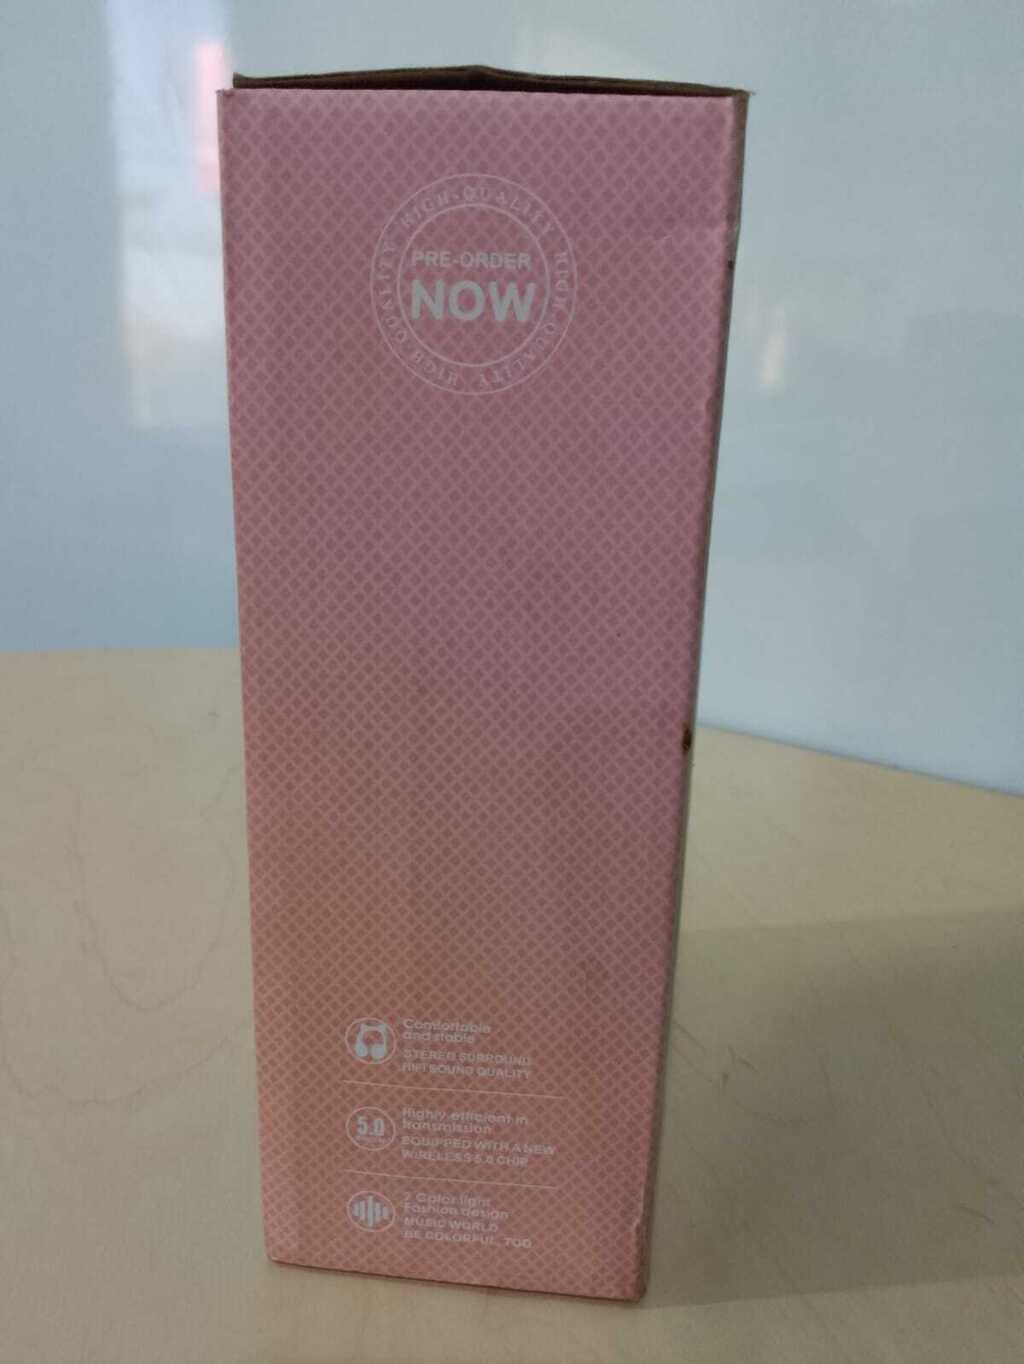 HIGH-QUALITY HIGH-QUALITY HIGH-QUALITY HIGH-QUALITY
PRE-ORDER
NOW
Comfortable
and stable
STEREO SURROUND
HIFI SOUND QUALITY
5.0
Highly-efficient in
transmission
EQUIPPED WITH A NEW
WIRELESS 5.0 CHIP
7 Color light
Fashion design
MUSIC WORLD
BE COLORFUL, TOO